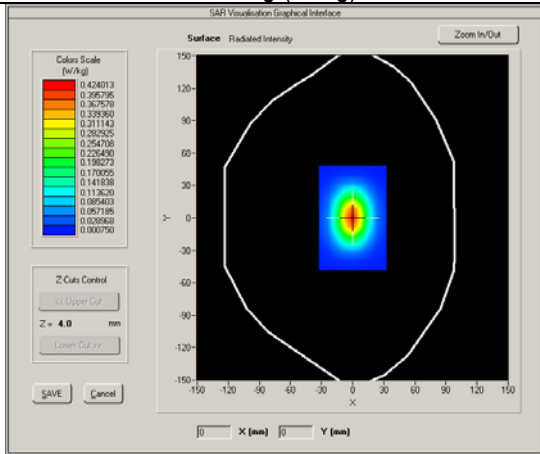 SAR Visualisation Graphical Interface
Surface Radiated Intensity
Zoom In/Out
Colors Scale
(W/kg)
0.424013
0.395795
0.367578
0.339360
0.311143
0.282925
0.254708
0.226490
0.198273
0.170055
0.141838
0.113620
0.085403
0.057185
0.028968
0.000750
150
120
90
60
30
0
-30
-60
-90
-120
-150
Y
-150 -120 -90 -60 -30 0 30 60 90 120 150
X
Z Cuts Control
<< Upper Cut
Z = 4.0 mm
Lower Cut >>
SAVE Cancel
0 X (mm) 0 Y (mm)